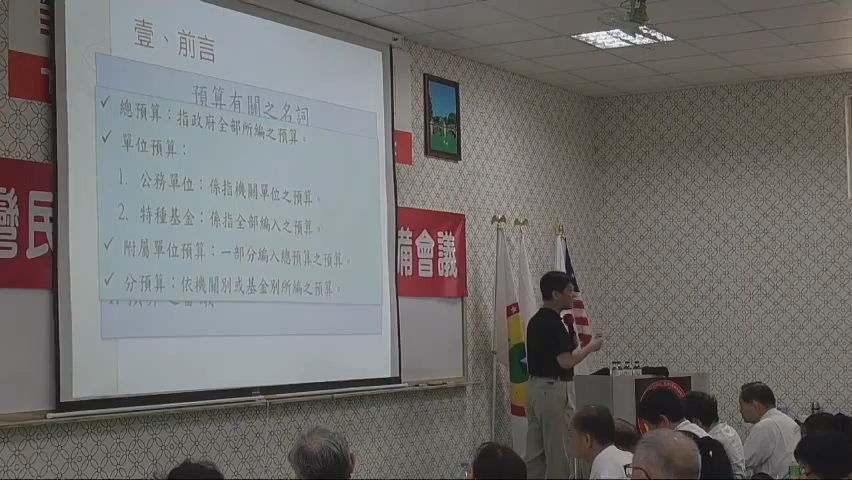 壹、前言
預算有關之名詞
✓ 總預算：指政府全部所編之預算。
✓ 單位預算：
1. 公務單位：係指機關單位之預算。
2. 特種基金：係指全部編入之預算。
✓ 附屬單位預算：一部分編入總預算之預算。
✓ 分預算：依機關別或基金別所編之預算。
灣民
備會議